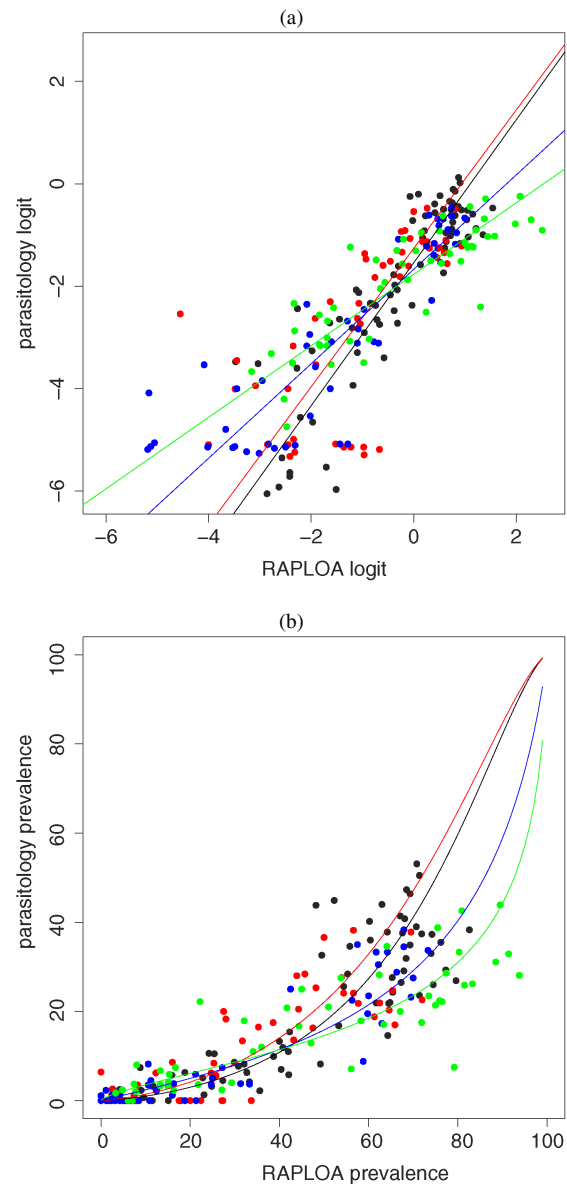 (a)
2
0
−2
−4
−6
parasitology logit
−6 −4 −2 0 2
RAPLOA logit
(b)
100
80
60
40
20
0
parasitology prevalence
0 20 40 60 80 100
RAPLOA prevalence